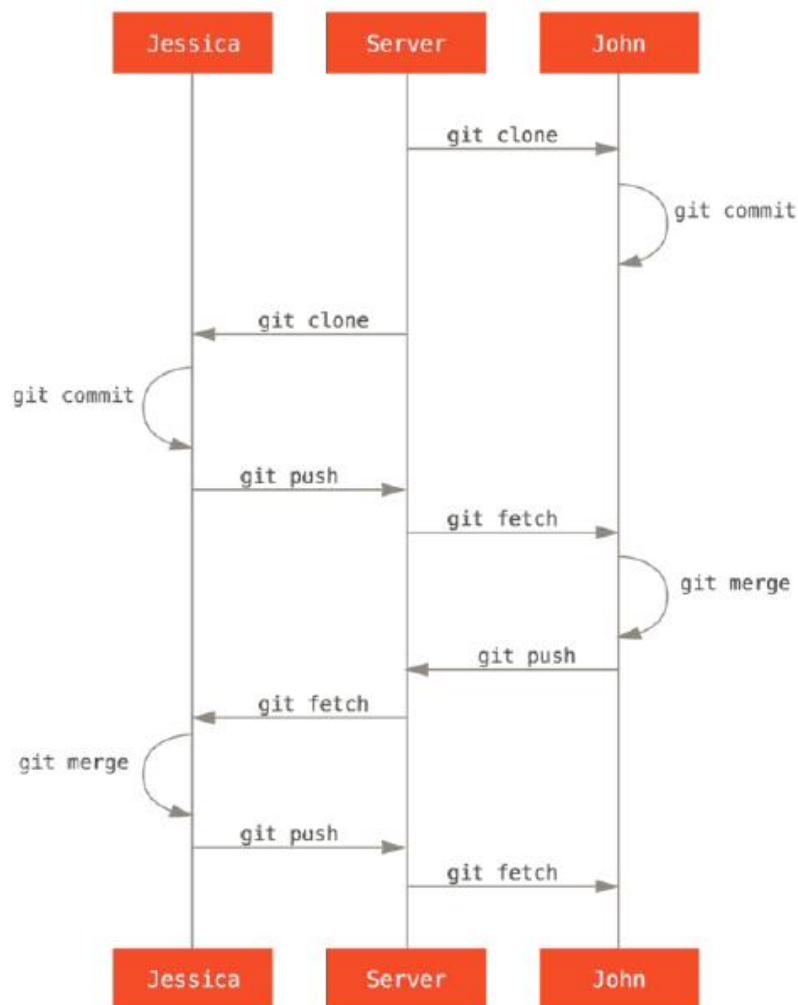 Jessica
Server
John
git clone
git commit
git clone
git commit
git push
git fetch
git merge
git push
git fetch
git merge
git push
git fetch
Jessica
Server
John